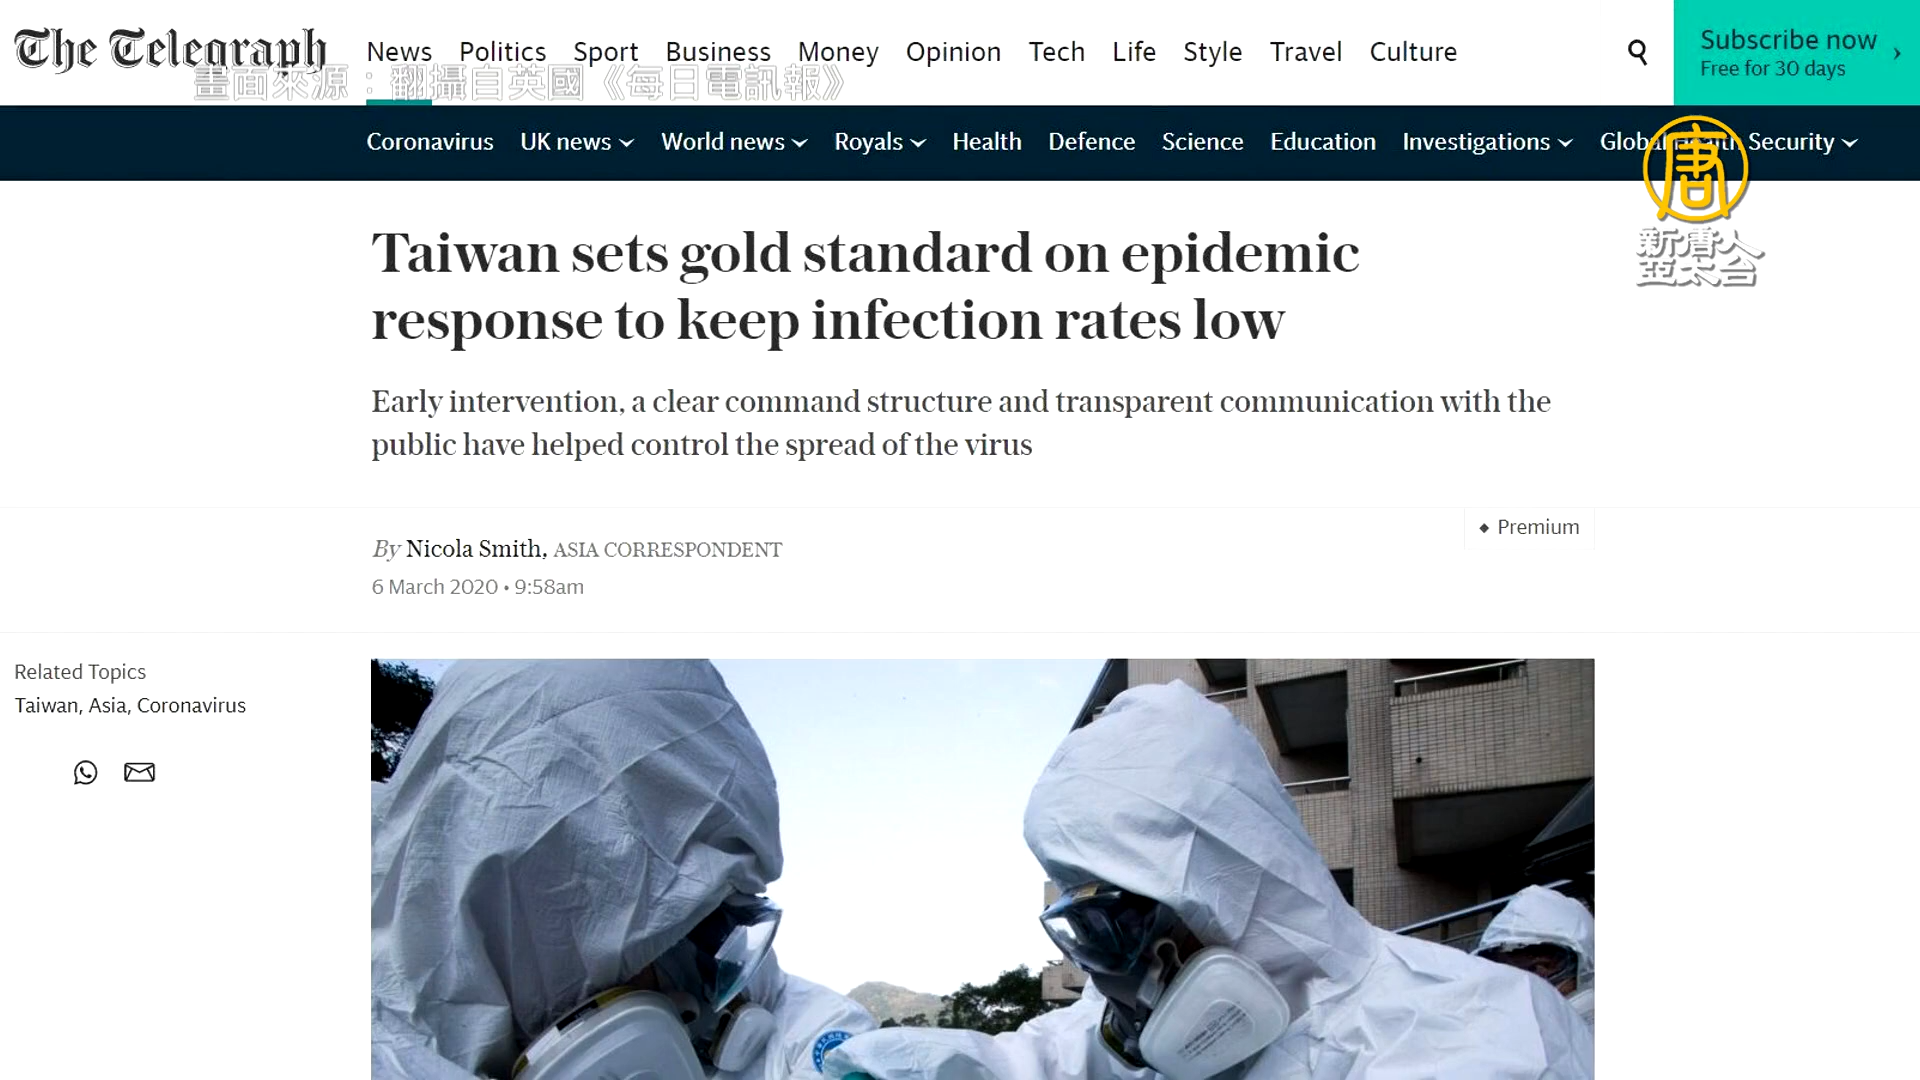 The Telegraph
News Politics Sport Business Money Opinion Tech Life Style Travel Culture
Subscribe now
Free for 30 days
畫面來源：翻攝自英國《每日電訊報》
Coronavirus UK news World news Royals Health Defence Science Education Investigations Global Health Security
唐
新唐人
亞太台
Taiwan sets gold standard on epidemic
response to keep infection rates low
Early intervention, a clear command structure and transparent communication with the
public have helped control the spread of the virus
Premium
By Nicola Smith, ASIA CORRESPONDENT
6 March 2020 • 9:58am
Related Topics
Taiwan, Asia, Coronavirus